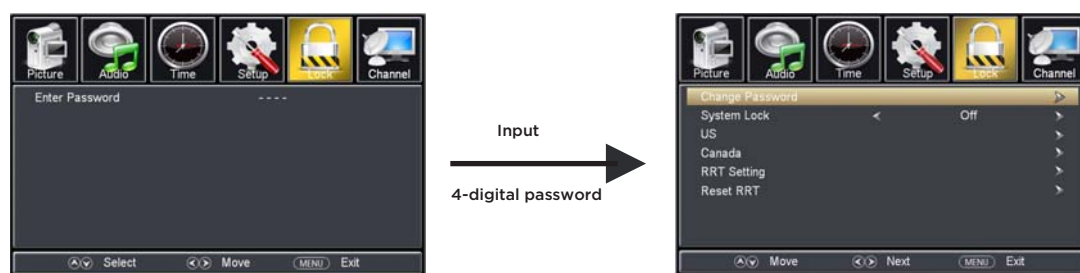 Picture Audio Time Setup Lock Channel
Enter Password - - - -
Select Move MENU Exit
Input
4-digital password
Picture Audio Time Setup Lock Channel
Change Password
System Lock Off
US
Canada
RRT Setting
Reset RRT
Move Next MENU Exit